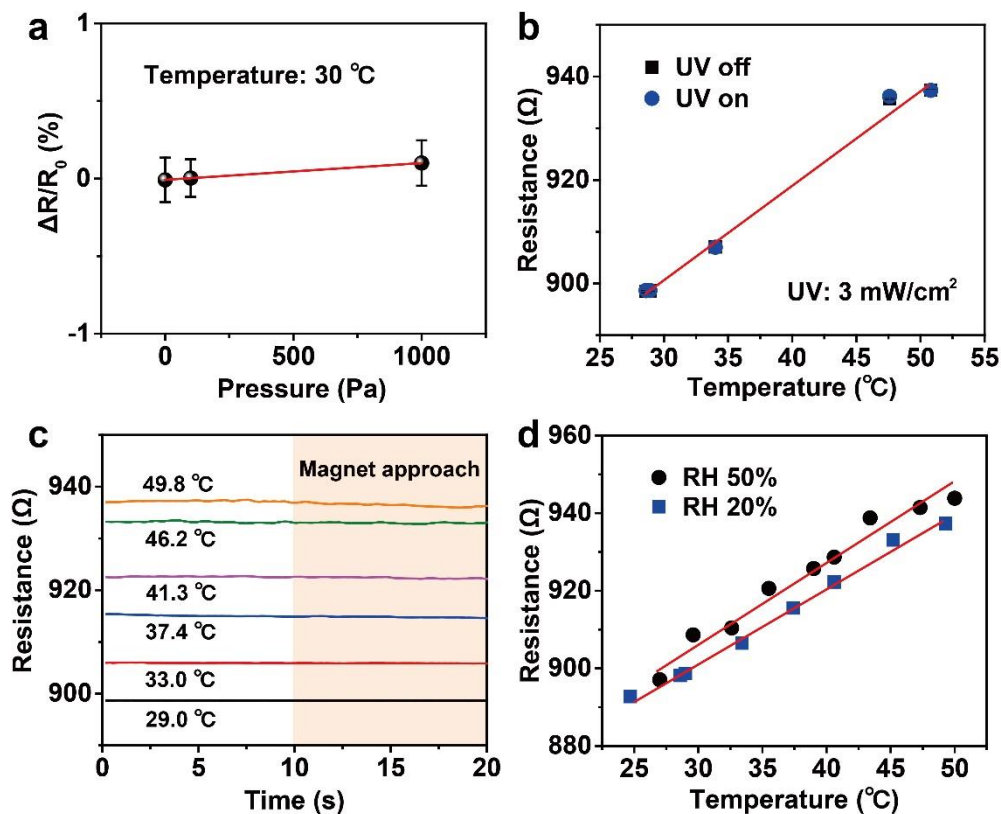 a
Temperature: 30 ℃
1
0
-1
ΔR/R₀ (%)
0
500
1000
Pressure (Pa)
b
UV off
UV on
UV: 3 mW/cm²
940
920
900
Resistance (Ω)
25 30 35 40 45 50 55
Temperature (℃)
c
Magnet approach
49.8 ℃
46.2 ℃
41.3 ℃
37.4 ℃
33.0 ℃
29.0 ℃
940
920
900
Resistance (Ω)
0 5 10 15 20
Time (s)
d
RH 50%
RH 20%
960
940
920
900
880
Resistance (Ω)
25 30 35 40 45 50
Temperature (℃)